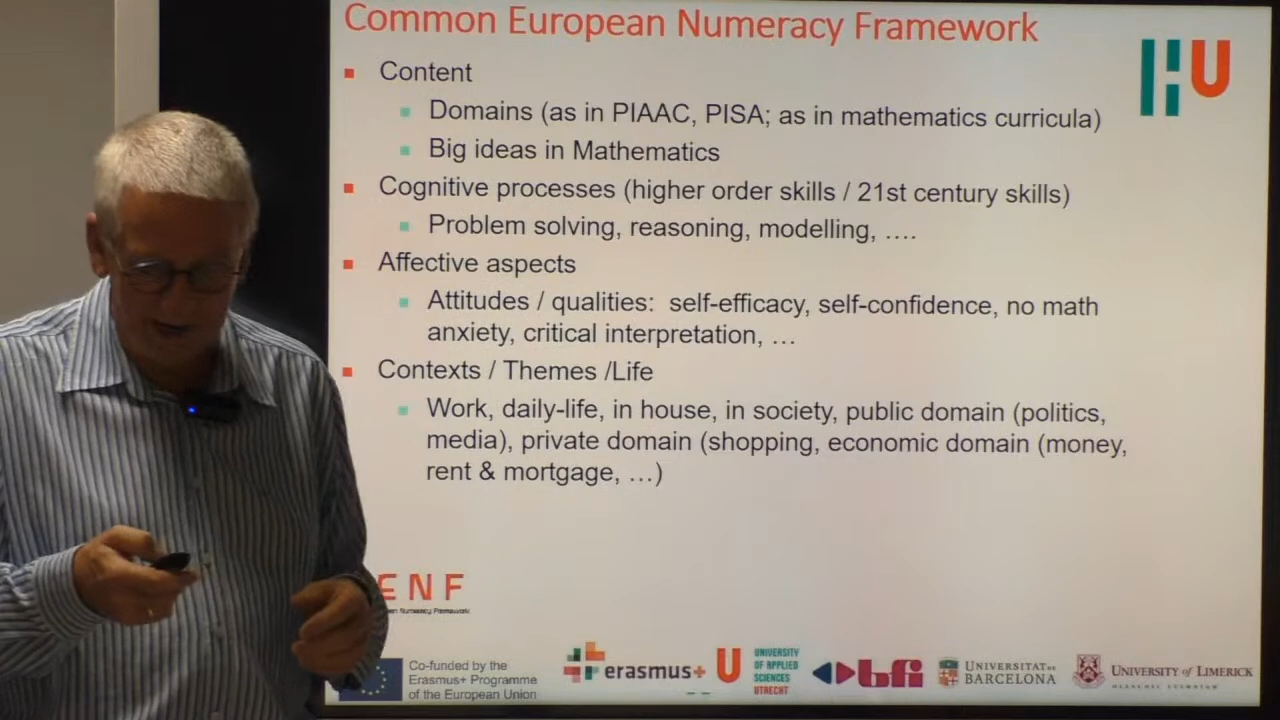 Common European Numeracy Framework
HU
Content
Domains (as in PIAAC, PISA; as in mathematics curricula)
Big ideas in Mathematics
Cognitive processes (higher order skills / 21st century skills)
Problem solving, reasoning, modelling, ....
Affective aspects
Attitudes / qualities: self-efficacy, self-confidence, no math
anxiety, critical interpretation, ...
Contexts / Themes /Life
Work, daily-life, in house, in society, public domain (politics,
media), private domain (shopping, economic domain (money,
rent & mortgage, ...)
ENF
Numeracy Framework
Co-funded by the
Erasmus+ Programme
of the European Union
erasmus+
U
UNIVERSITY
OF APPLIED
SCIENCES
UTRECHT
bfi
UNIVERSITAT DE
BARCELONA
UNIVERSITY of LIMERICK